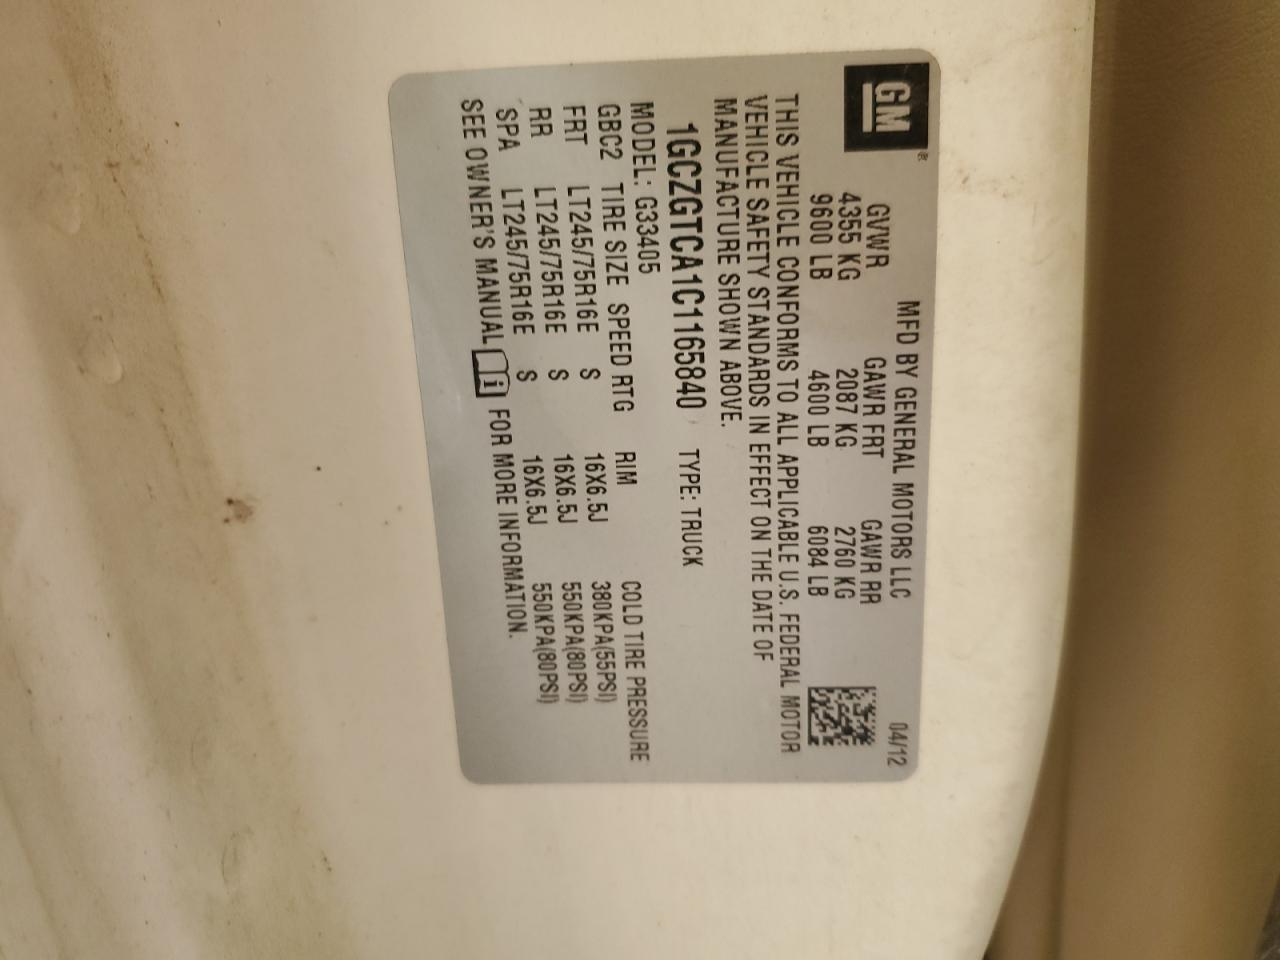 GM®
MFD BY GENERAL MOTORS LLC 04/12
GVWR GAWR FRT GAWR RR
4355 KG 2087 KG 2760 KG
9600 LB 4600 LB 6084 LB
THIS VEHICLE CONFORMS TO ALL APPLICABLE U.S. FEDERAL MOTOR
VEHICLE SAFETY STANDARDS IN EFFECT ON THE DATE OF
MANUFACTURE SHOWN ABOVE.
1GCZGTCA1C1165840 TYPE: TRUCK
MODEL: G33405
GBC2 TIRE SIZE SPEED RTG RIM COLD TIRE PRESSURE
FRT LT245/75R16E S 16X6.5J 380KPA(55PSI)
RR LT245/75R16E S 16X6.5J 550KPA(80PSI)
SPA LT245/75R16E S 16X6.5J 550KPA(80PSI)
SEE OWNER'S MANUAL i FOR MORE INFORMATION.